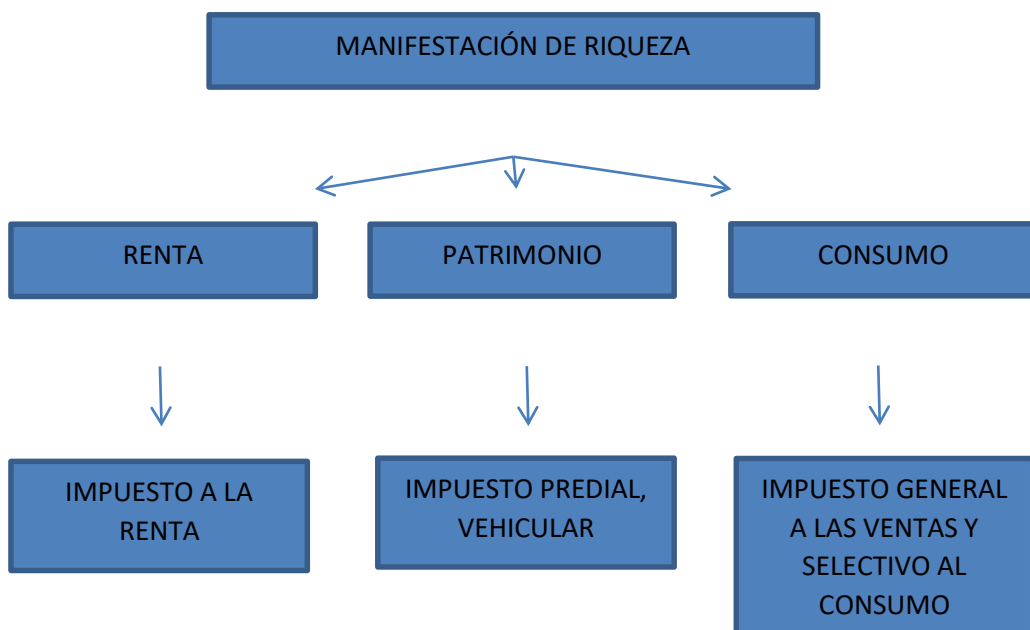 MANIFESTACIÓN DE RIQUEZA
RENTA
PATRIMONIO
CONSUMO
IMPUESTO A LA
RENTA
IMPUESTO PREDIAL,
VEHICULAR
IMPUESTO GENERAL
A LAS VENTAS Y
SELECTIVO AL
CONSUMO